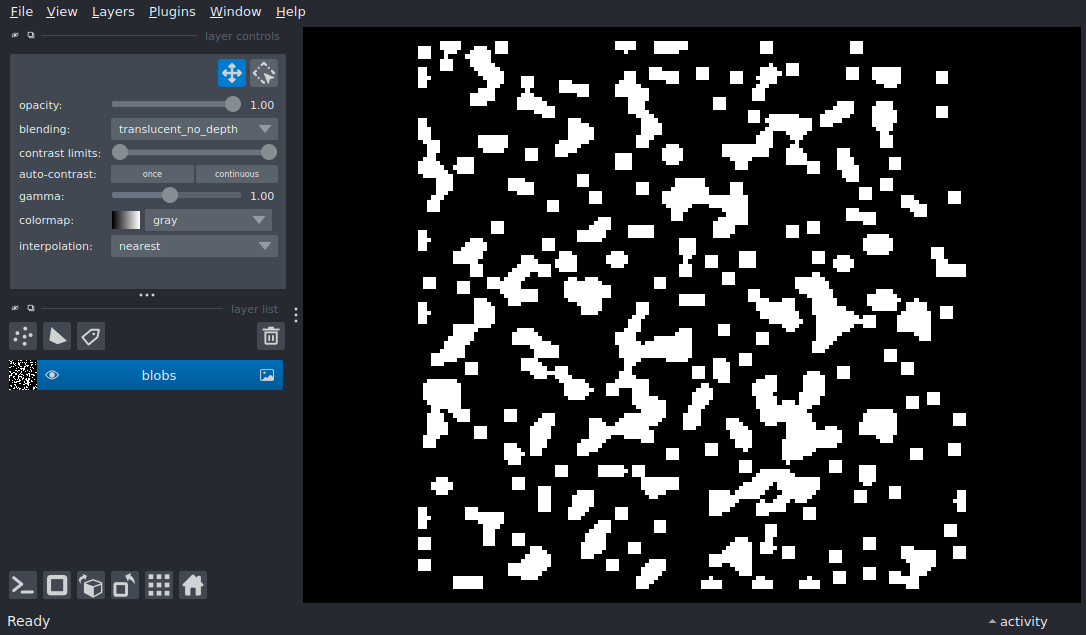 File View Layers Plugins Window Help
layer controls
opacity: 1.00
blending: translucent_no_depth
contrast limits:
auto-contrast: once continuous
gamma: 1.00
colormap: gray
interpolation: nearest
layer list
blobs
Ready
activity